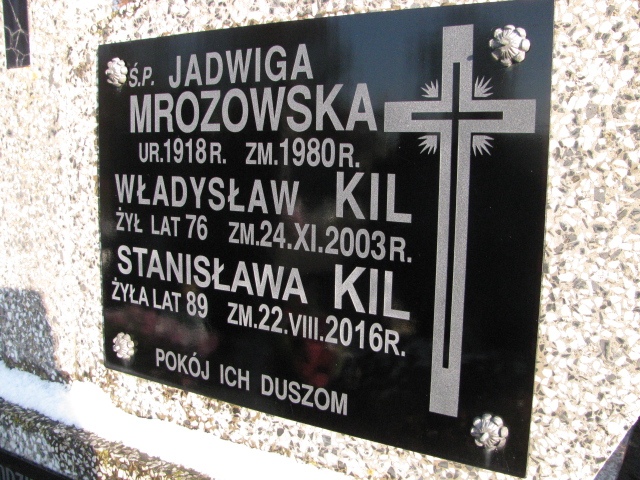 Ś.P. JADWIGA
MROZOWSKA
UR.1918R. ZM.1980R.
WŁADYSŁAW KIL
ŻYŁ LAT 76 ZM.24.XI.2003R.
STANISŁAWA KIL
ŻYŁA LAT 89 ZM.22.VIII.2016R.
POKÓJ ICH DUSZOM